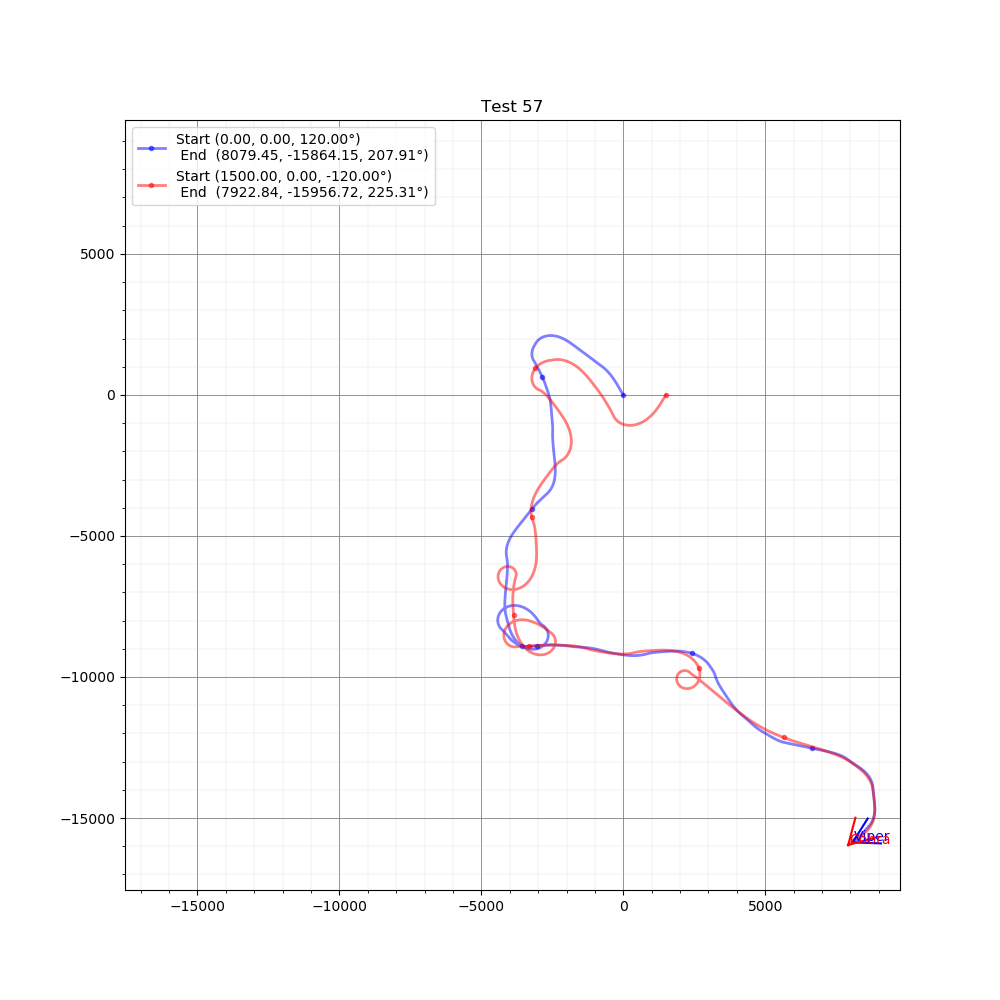 Test 57
Start (0.00, 0.00, 120.00°)
End (8079.45, -15864.15, 207.91°)
Start (1500.00, 0.00, -120.00°)
End (7922.84, -15956.72, 225.31°)
5000
0
−5000
−10000
−15000
Viper
−15000
−10000
−5000
0
5000